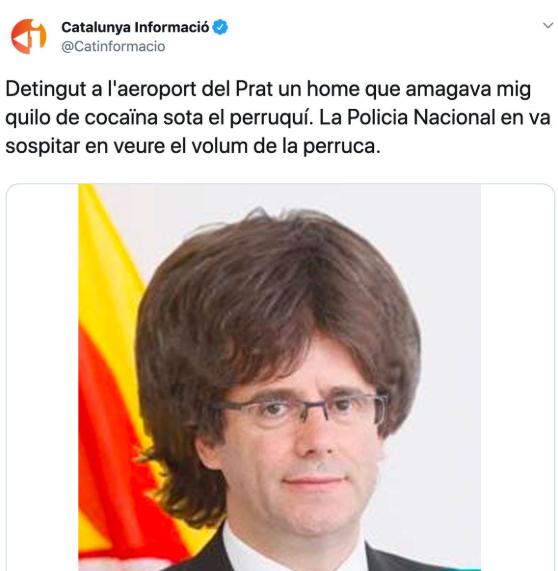 Catalunya Informació
@Catinformacio
Detingut a l'aeroport del Prat un home que amagava mig
quilo de cocaïna sota el perruquí. La Policia Nacional en va
sospitar en veure el volum de la perruca.